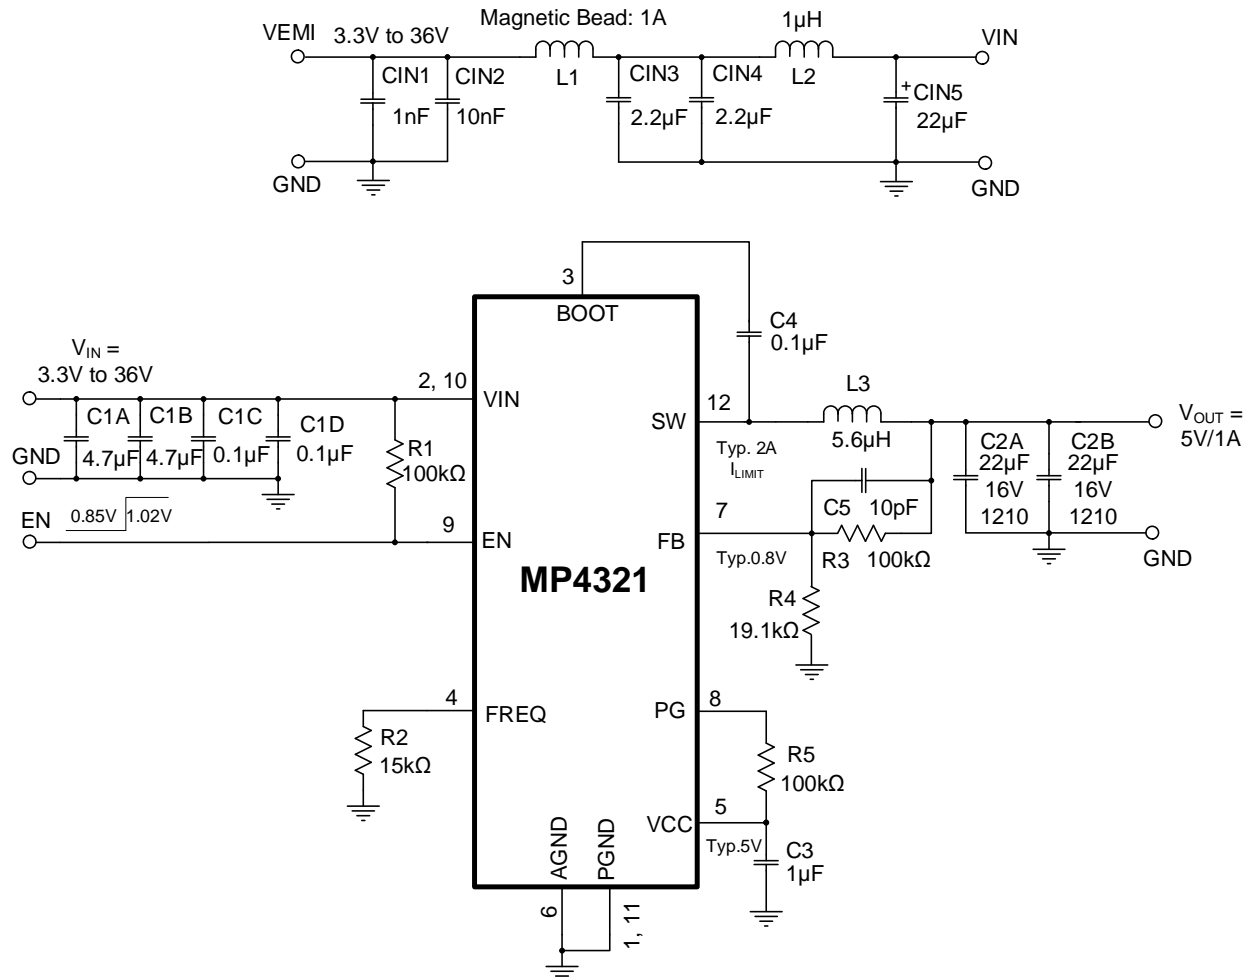 Magnetic Bead: 1A
1µH
VEMI
3.3V to 36V
VIN
CIN1
CIN2
L1
CIN3
CIN4
L2
+
CIN5
1nF
10nF
2.2µF
2.2µF
22µF
GND
GND
3
BOOT
C4
0.1µF
VIN =
3.3V to 36V
2, 10
VIN
L3
C1A
C1B
C1C
C1D
12
SW
VOUT =
5V/1A
5.6µH
R1
100kΩ
Typ. 2A
ILIMIT
C2A
22µF
16V
1210
C2B
22µF
16V
1210
GND
4.7µF
4.7µF
0.1µF
0.1µF
EN
0.85V
1.02V
9
EN
7
FB
C5
10pF
Typ.0.8V
R3
100kΩ
GND
MP4321
R4
19.1kΩ
4
FREQ
PG
8
R2
15kΩ
R5
100kΩ
5
VCC
Typ.5V
C3
1µF
AGND
PGND
6
1, 11